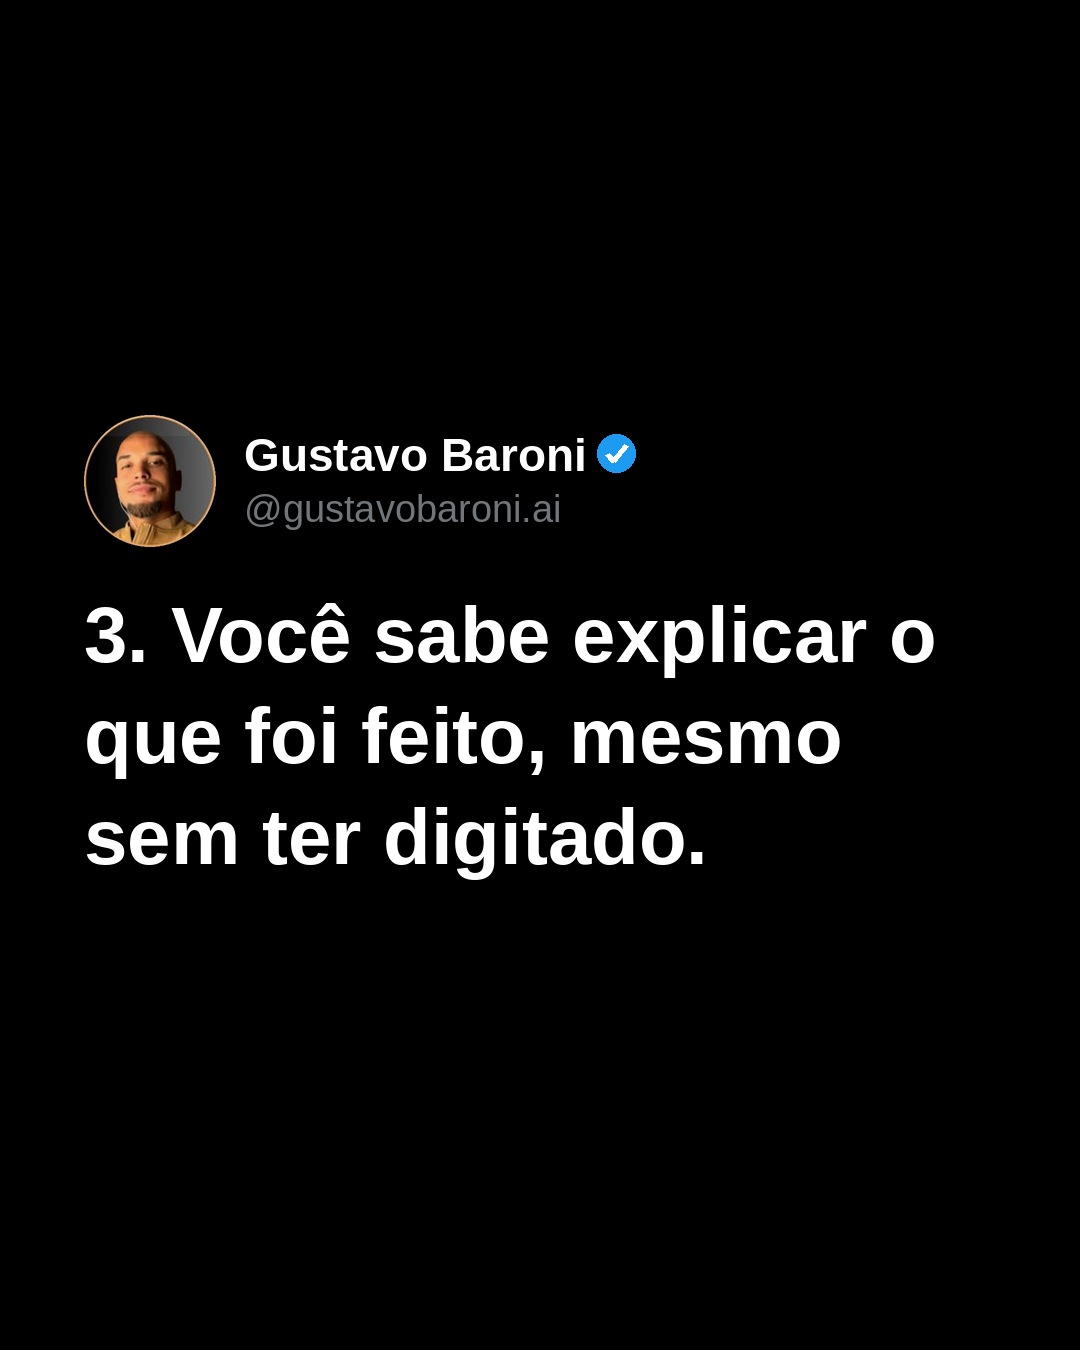 Gustavo Baroni
@gustavobaroni.ai
3. Você sabe explicar o
que foi feito, mesmo
sem ter digitado.